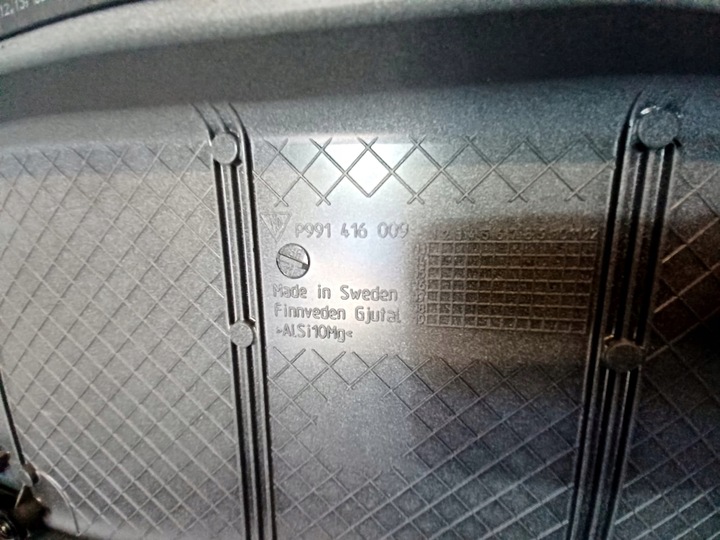 P991 416 009
Made in Sweden
Finnveden Gjutal
>ALSi10Mg<